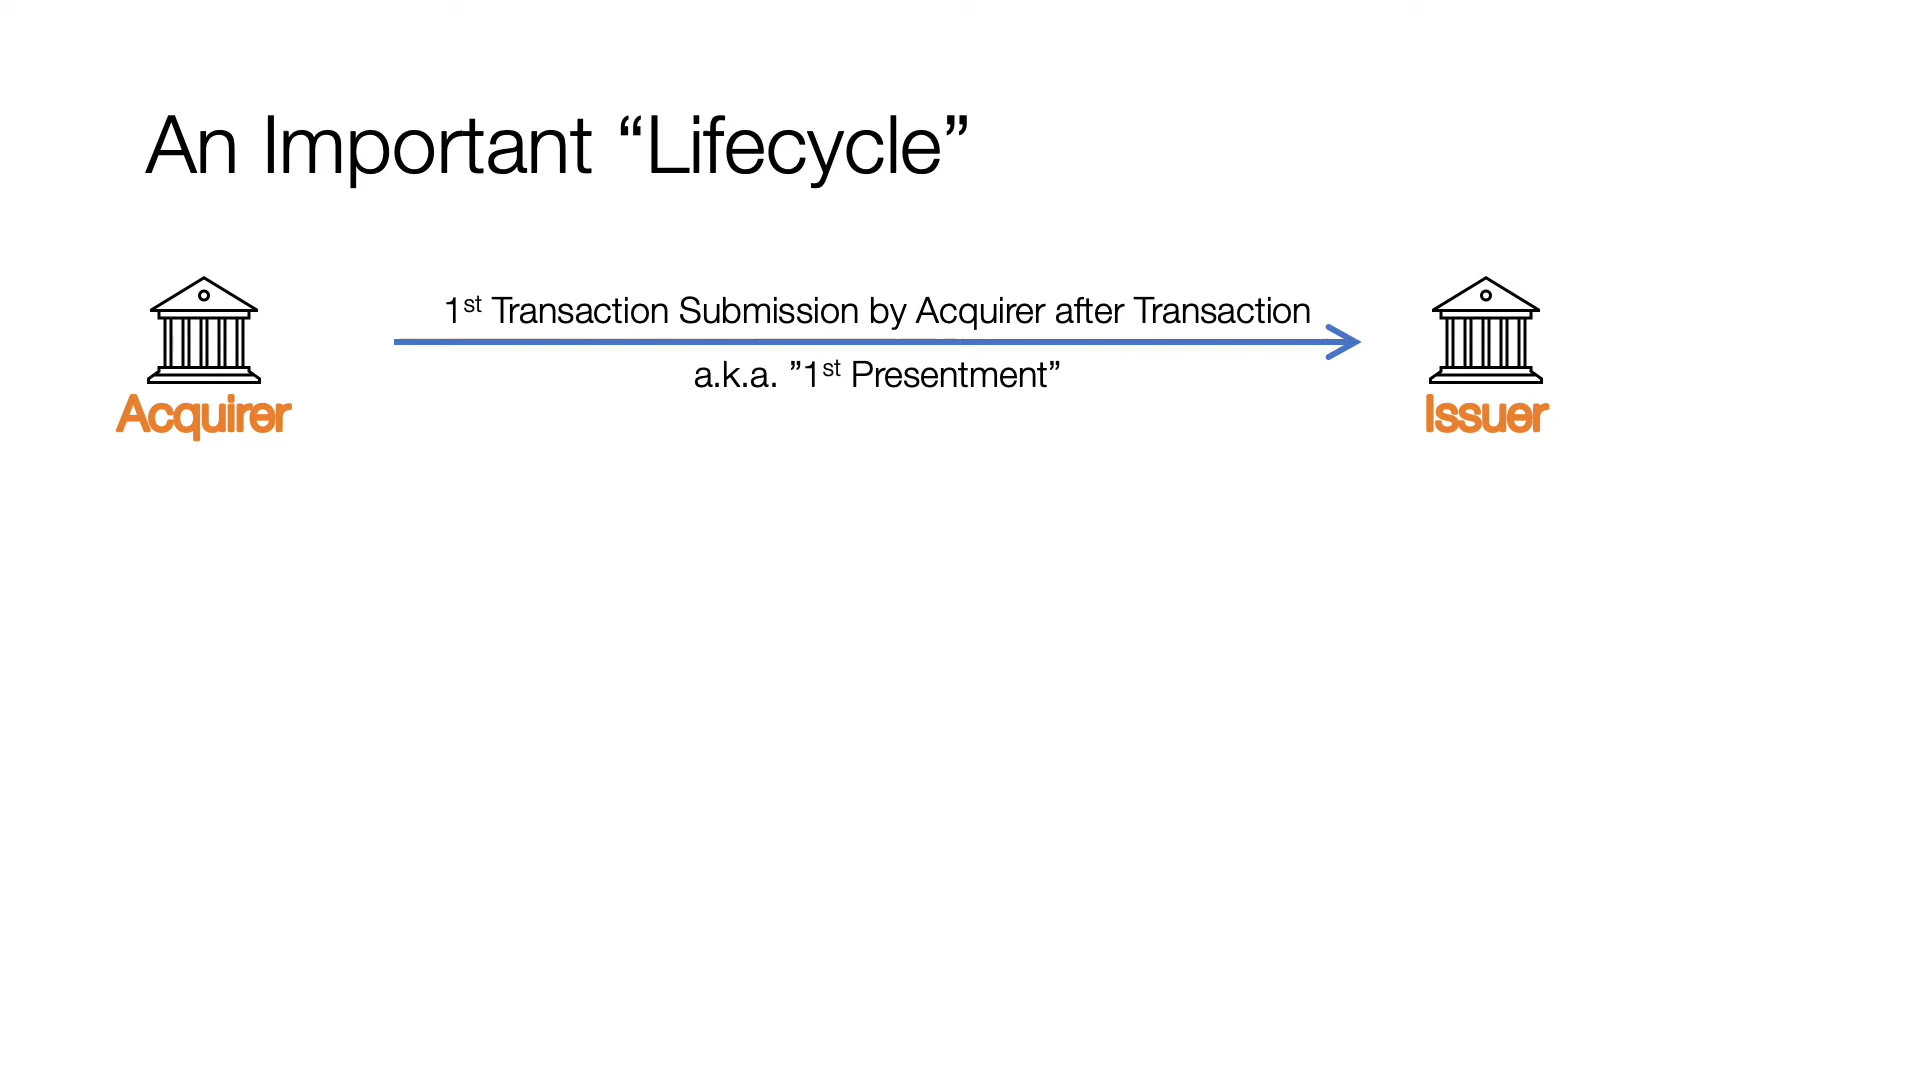 An Important “Lifecycle”
1st Transaction Submission by Acquirer after Transaction
a.k.a. ”1st Presentment”
Acquirer
Issuer